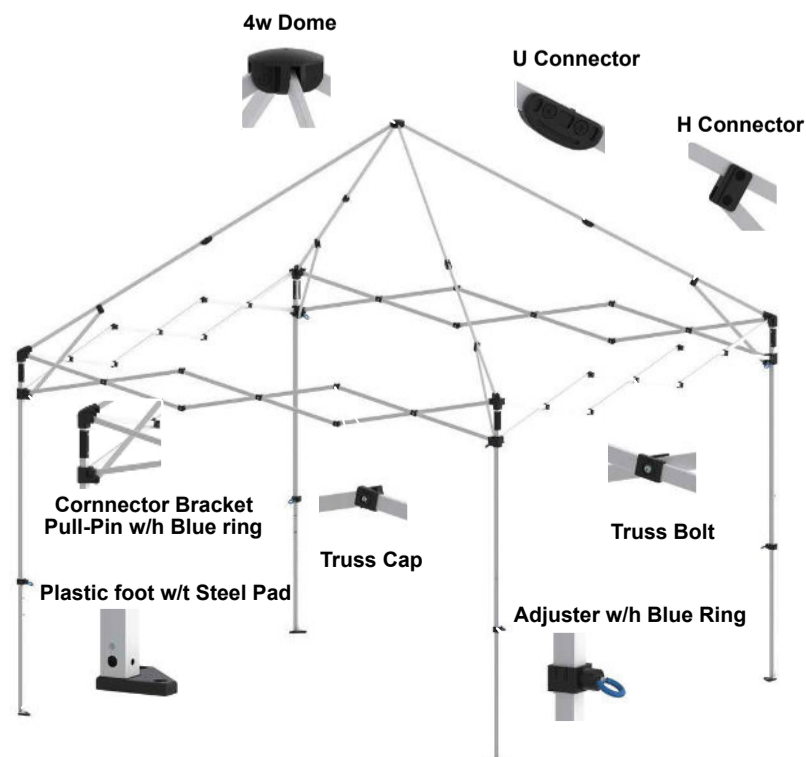 4w Dome
U Connector
H Connector
Cornnector Bracket
Pull-Pin w/h Blue ring
Truss Cap
Truss Bolt
Plastic foot w/t Steel Pad
Adjuster w/h Blue Ring